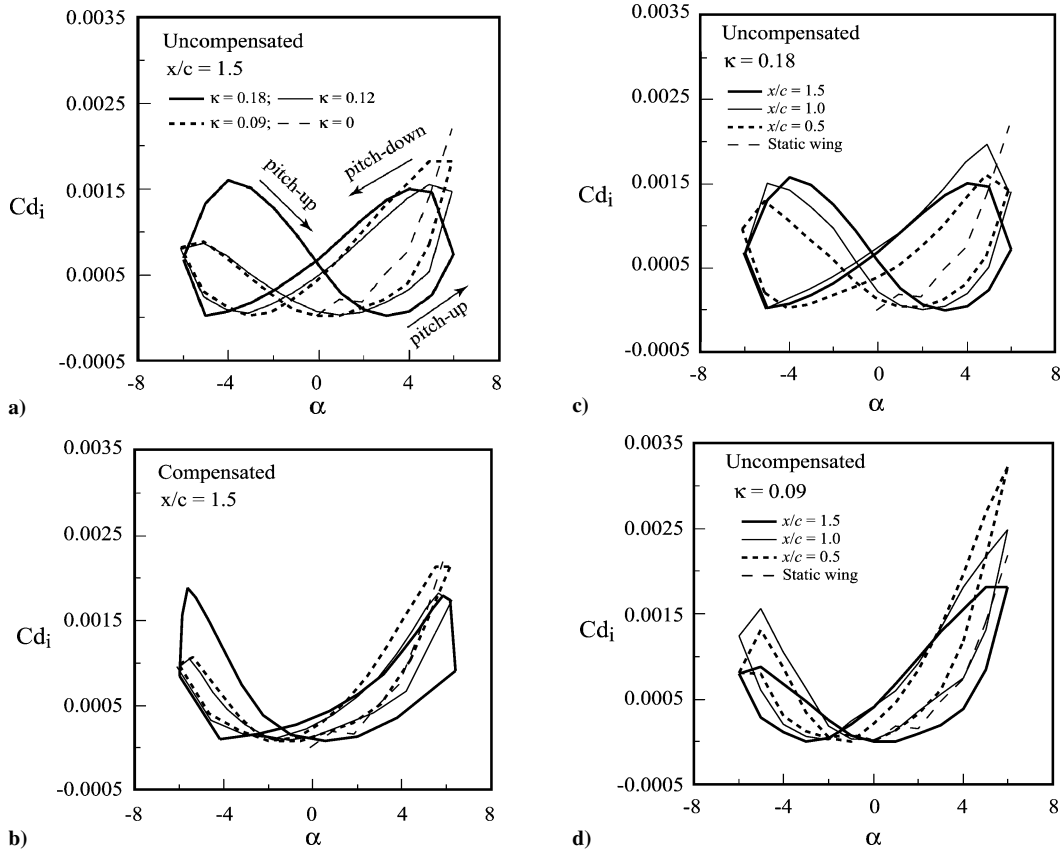 0.0035
0.0025
0.0015
0.0005
-0.0005
Cdi
Uncompensated
x/c = 1.5
κ = 0.18; κ = 0.12
κ = 0.09; κ = 0
pitch-up
pitch-down
pitch-up
-8 -4 0 4 8
α
a)
0.0035
0.0025
0.0015
0.0005
-0.0005
Uncompensated
κ = 0.18
x/c = 1.5
x/c = 1.0
x/c = 0.5
Static wing
-8 -4 0 4 8
α
c)
0.0035
0.0025
0.0015
0.0005
-0.0005
Cdi
Compensated
x/c = 1.5
-8 -4 0 4 8
α
b)
0.0035
0.0025
0.0015
0.0005
-0.0005
Cdi
Uncompensated
κ = 0.09
x/c = 1.5
x/c = 1.0
x/c = 0.5
Static wing
-8 -4 0 4 8
α
d)